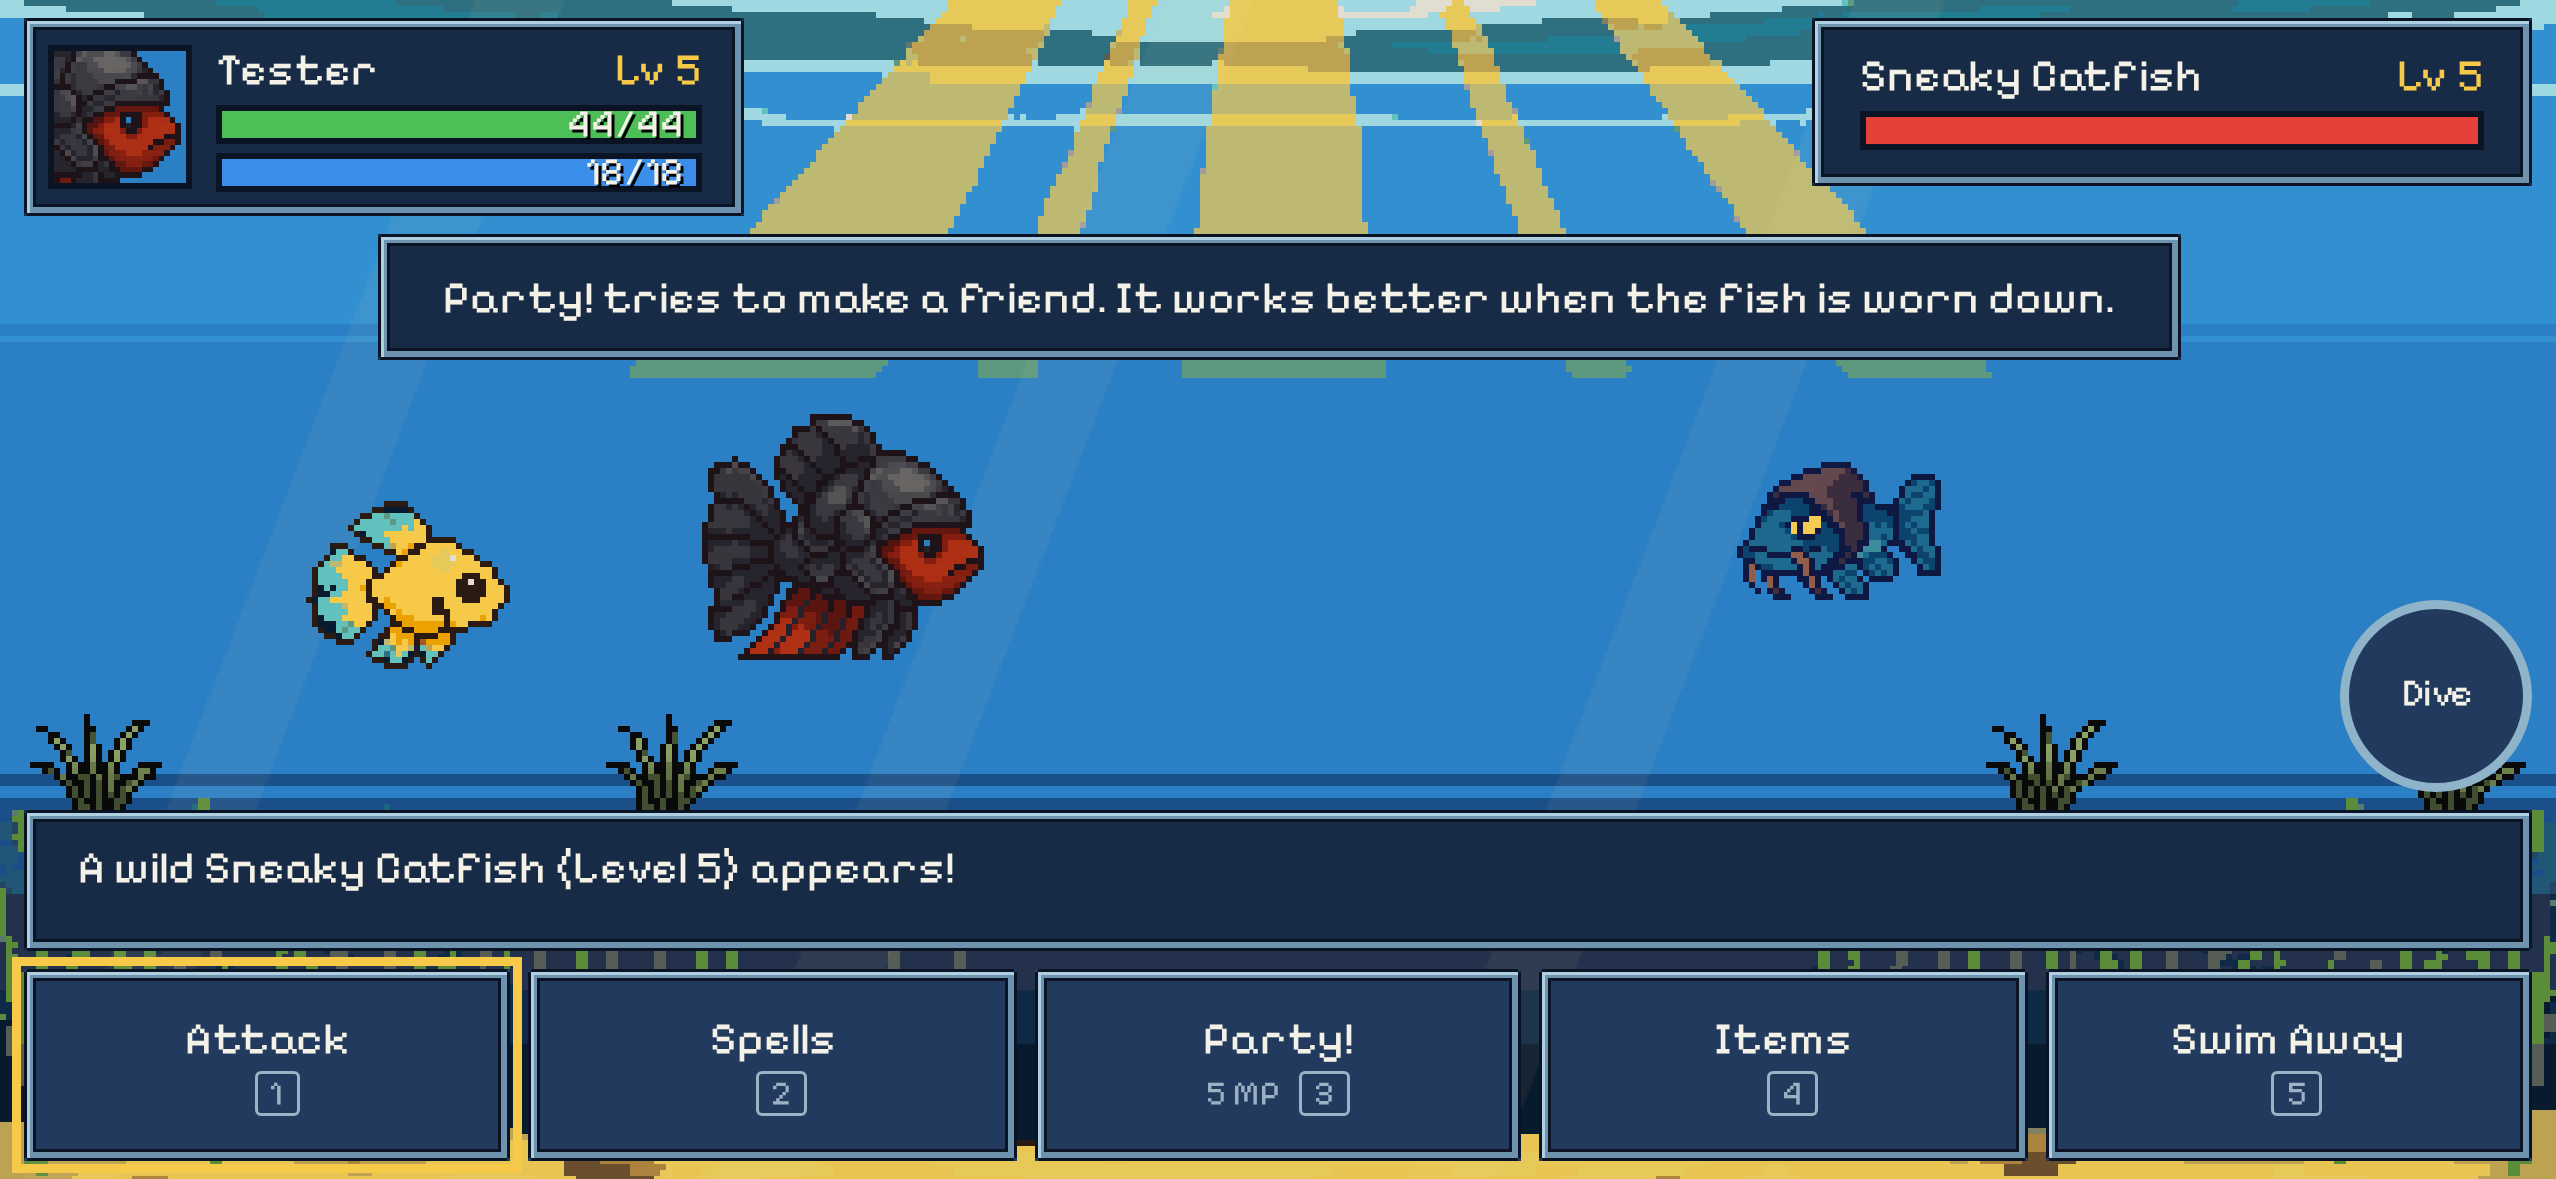 Tester Lv 5
44/44
18/18
Sneaky Catfish Lv 5
Party! tries to make a friend. It works better when the fish is worn down.
Dive
A wild Sneaky Catfish (Level 5) appears!
Attack
1
Spells
2
Party!
5 MP 3
Items
4
Swim Away
5